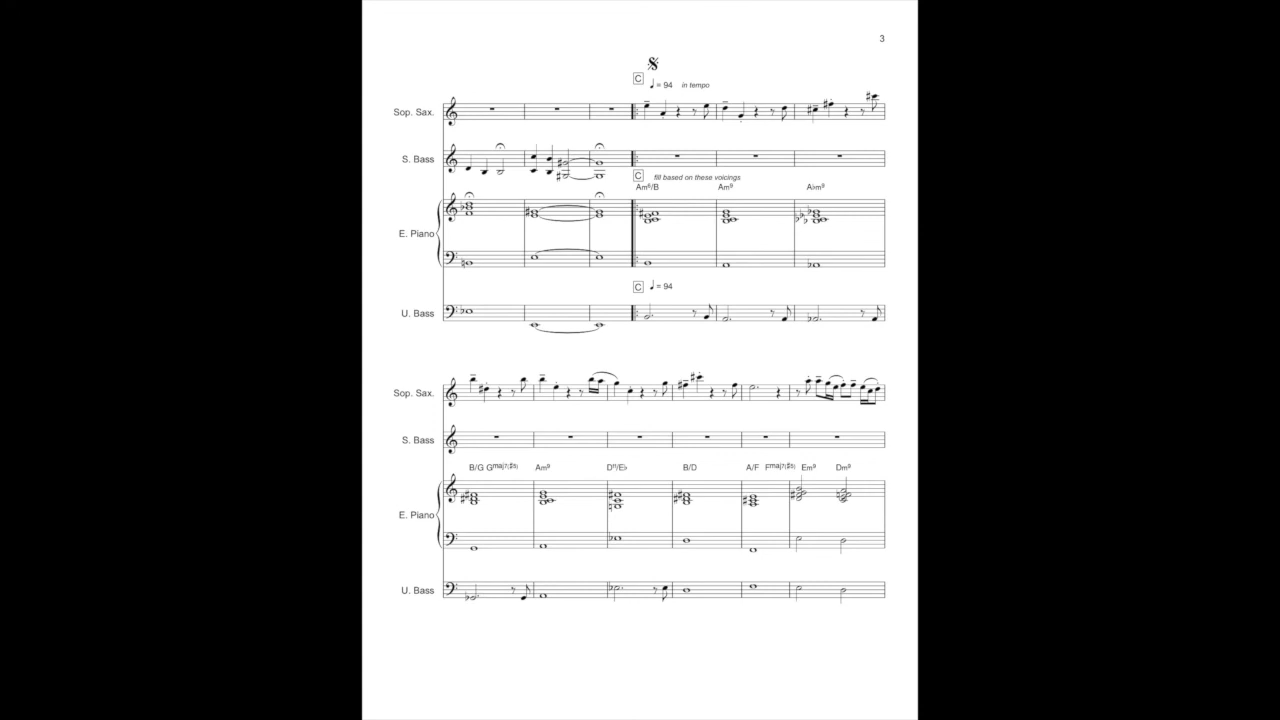 3
C ♩ = 94 in tempo
Sop. Sax.
S. Bass
C fill based on these voicings
Am6/B Am9 A♭m9
E. Piano
C ♩ = 94
U. Bass
Sop. Sax.
S. Bass
B/G Gmaj7(♯5) Am9 D11/E♭ B/D A/F Fmaj7(♯5) Em9 Dm9
E. Piano
U. Bass